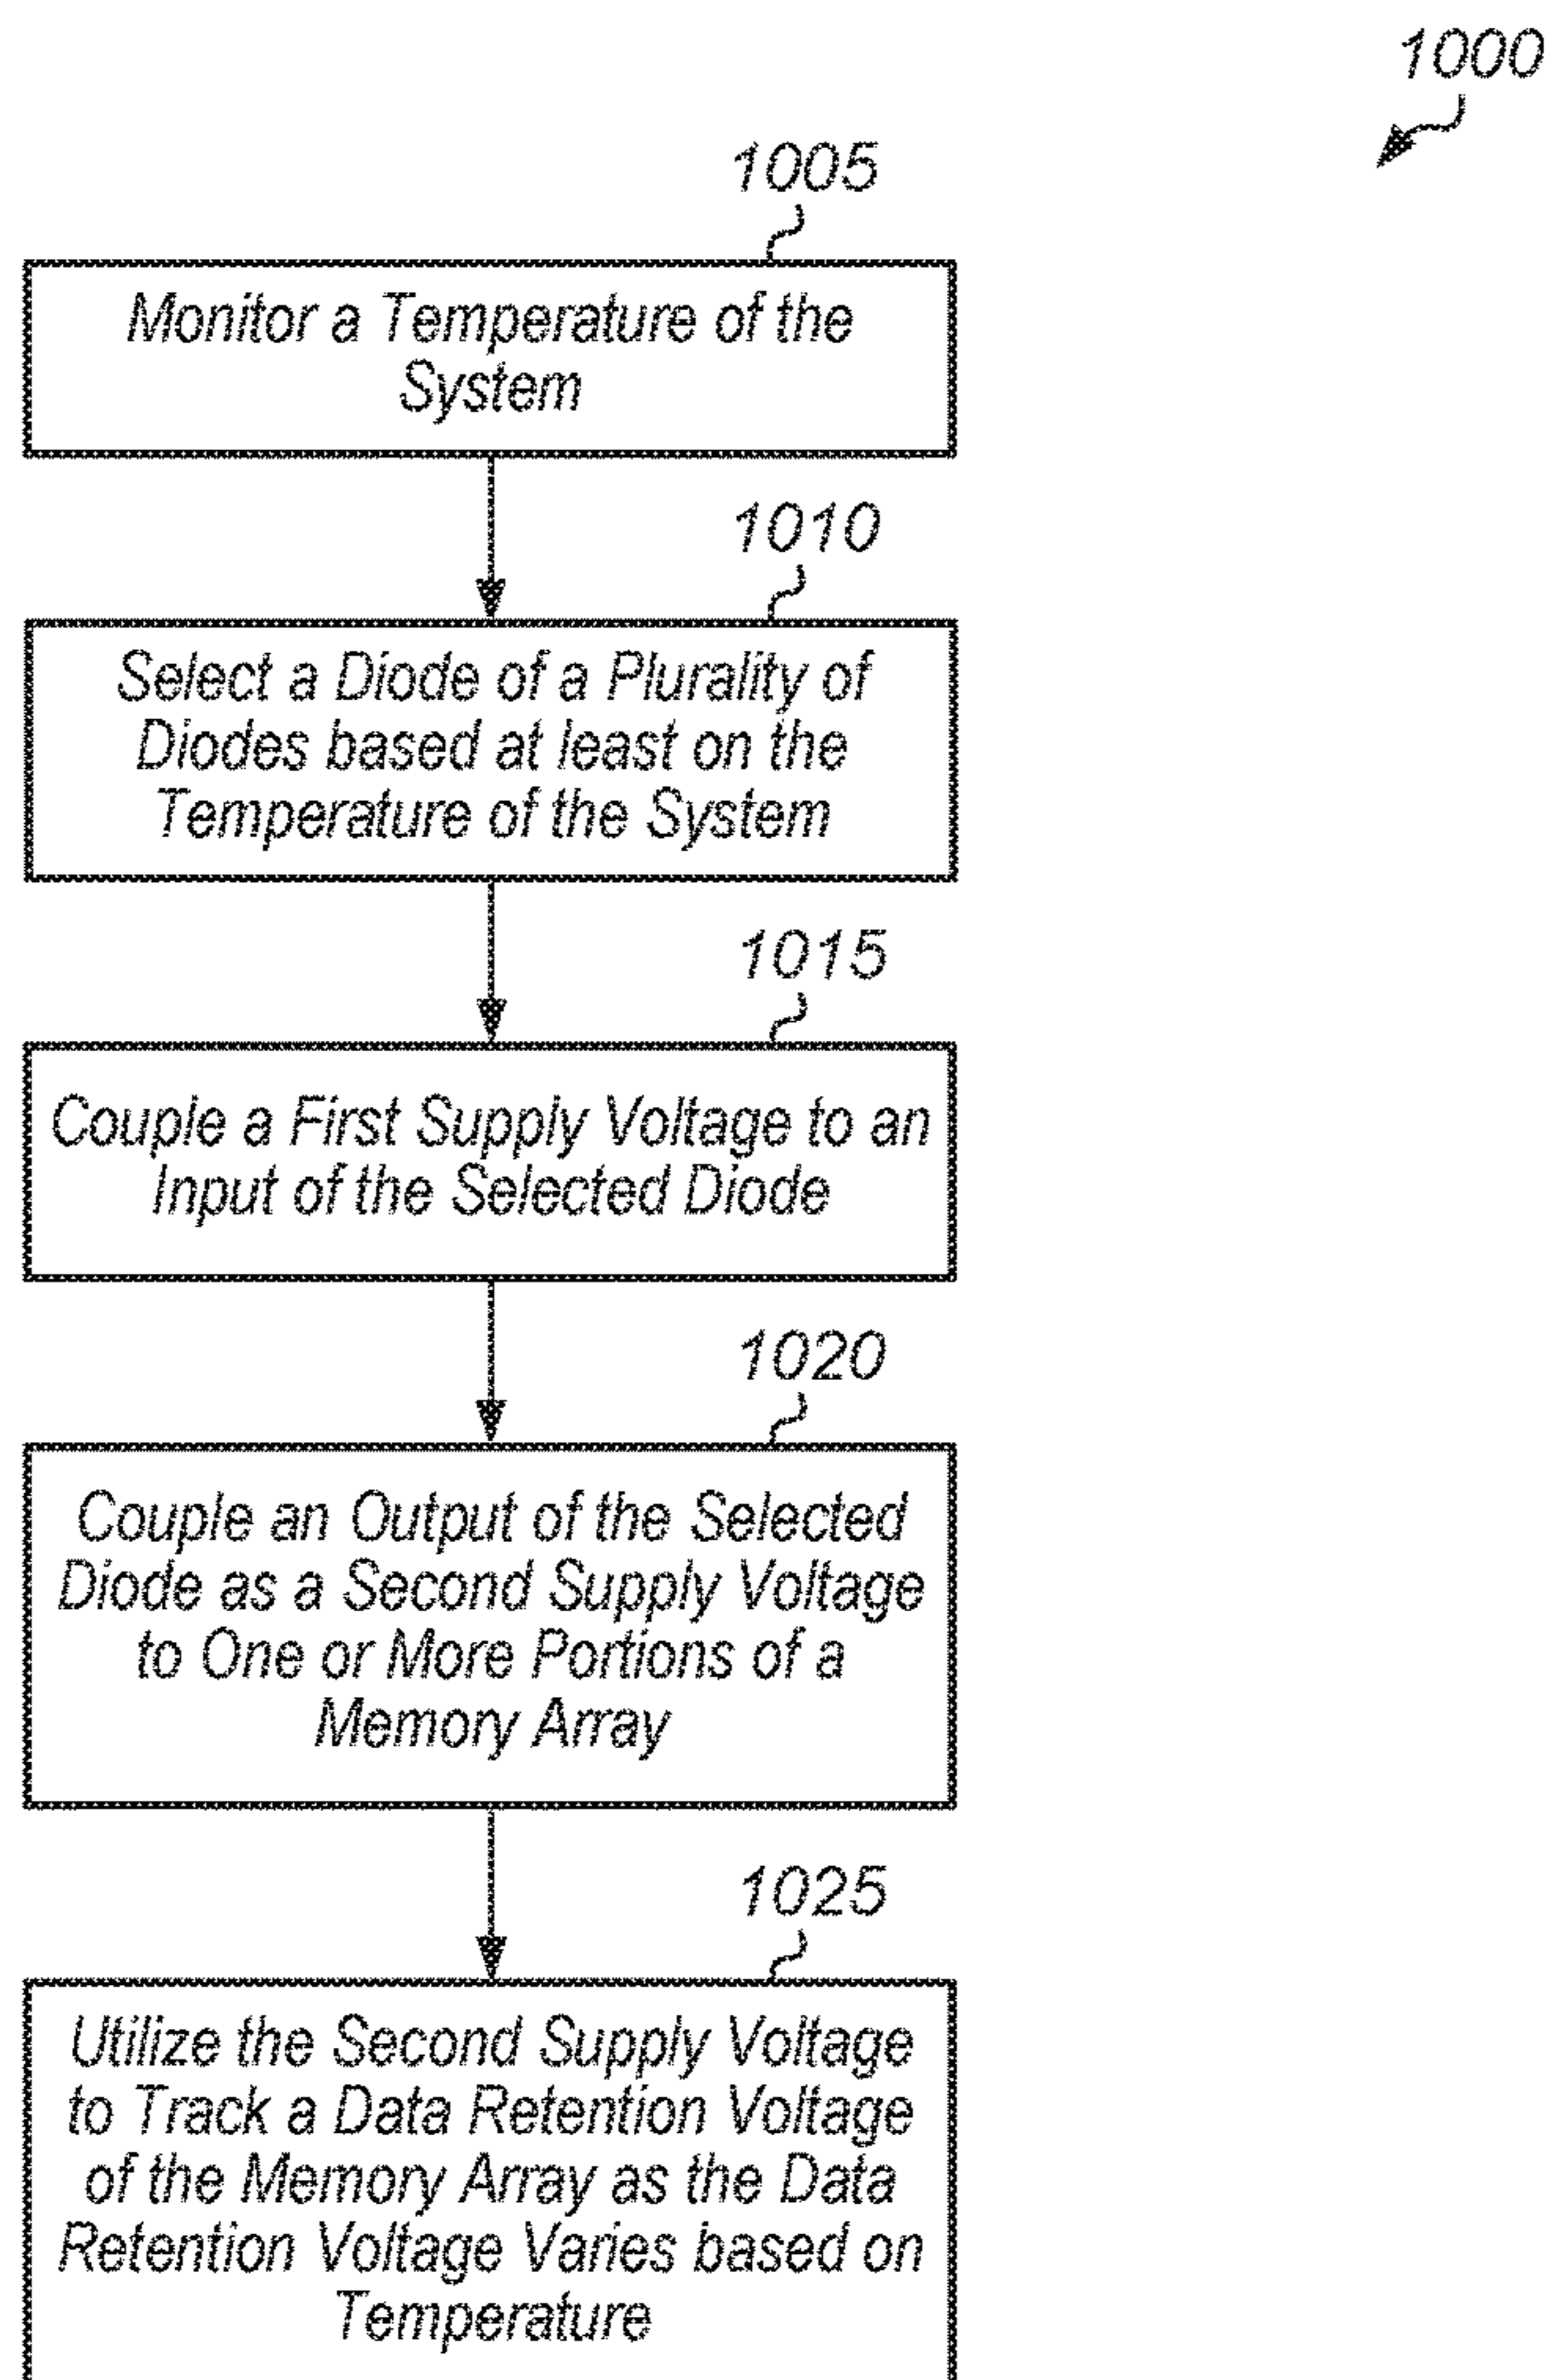 1000
1005
Monitor a Temperature of the
System
1010
Select a Diode of a Plurality of
Diodes based at least on the
Temperature of the System
1015
Couple a First Supply Voltage to an
Input of the Selected Diode
1020
Couple an Output of the Selected
Diode as a Second Supply Voltage
to One or More Portions of a
Memory Array
1025
Utilize the Second Supply Voltage
to Track a Data Retention Voltage
of the Memory Array as the Data
Retention Voltage Varies based on
Temperature